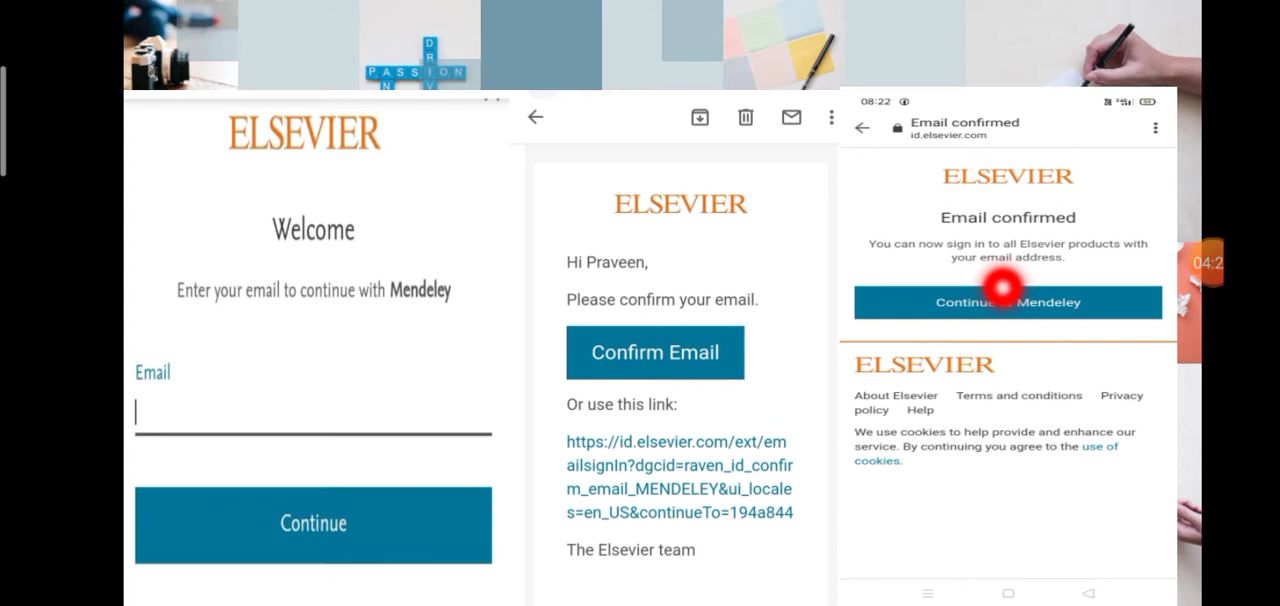 PASSION
DRIV
N
ELSEVIER
Welcome
Enter your email to continue with Mendeley
Email
Continue
ELSEVIER
Hi Praveen,
Please confirm your email.
Confirm Email
Or use this link:
https://id.elsevier.com/ext/em
ailsignIn?dgcid=raven_id_confir
m_email_MENDELEY&ui_locale
s=en_US&continueTo=194a844
The Elsevier team
08:22
Email confirmed
id.elsevier.com
ELSEVIER
Email confirmed
You can now sign in to all Elsevier products with
your email address.
Continue Mendeley
ELSEVIER
About Elsevier Terms and conditions Privacy
policy Help
We use cookies to help provide and enhance our
service. By continuing you agree to the use of
cookies.
04:2